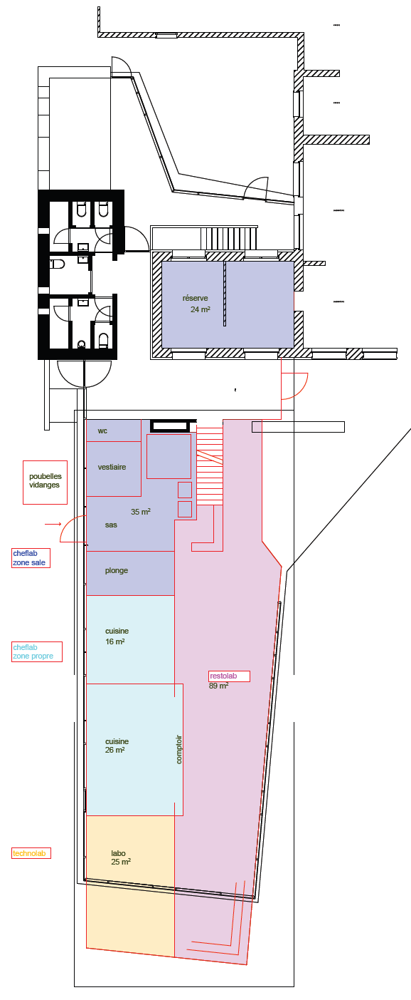 réserve
24 m²
wc
vestiaire
poubelles
vidanges
35 m²
sas
cheflab
zone sale
plonge
cuisine
16 m²
cheflab
zone propre
restolab
89 m²
cuisine
26 m²
comptoir
labo
25 m²
technolab